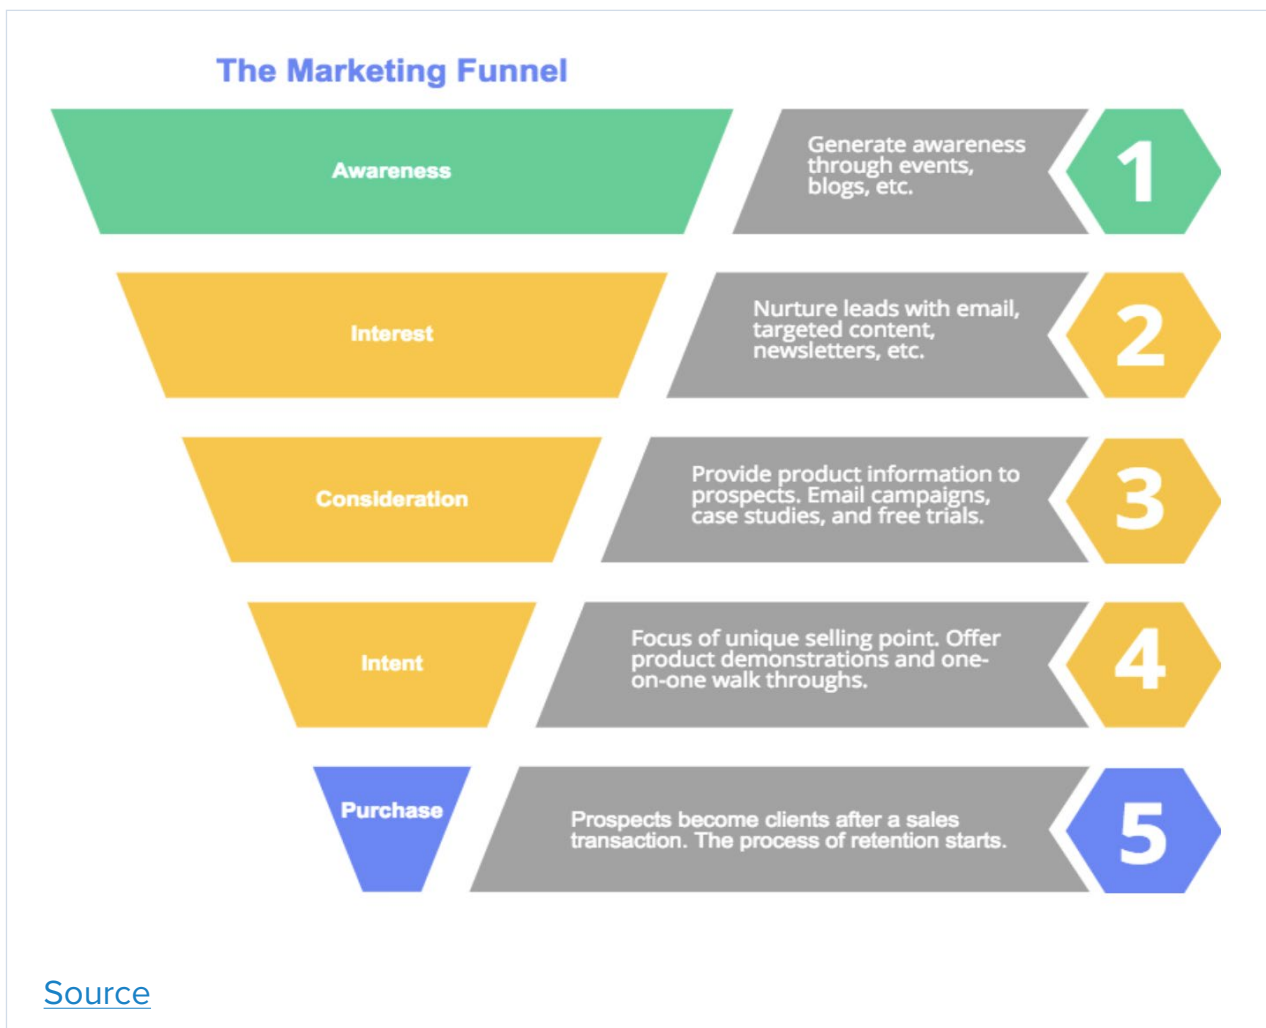 The Marketing Funnel
Awareness
Generate awareness
through events,
blogs, etc.
1
Interest
Nurture leads with email,
targeted content,
newsletters, etc.
2
Consideration
Provide product information to
prospects. Email campaigns,
case studies, and free trials.
3
Intent
Focus of unique selling point. Offer
product demonstrations and one-
on-one walk throughs.
4
Purchase
Prospects become clients after a sales
transaction. The process of retention starts.
5
Source